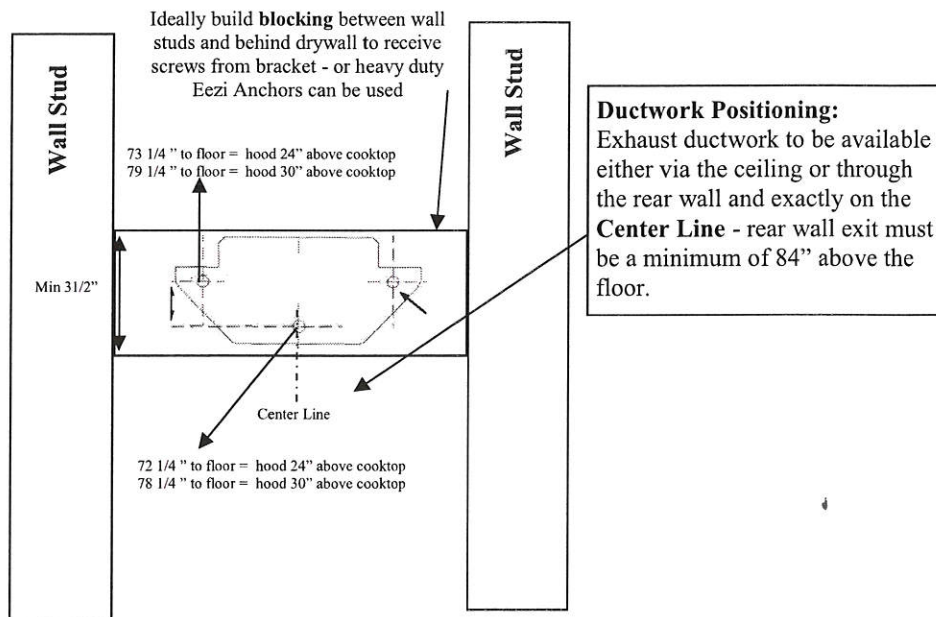 Ideally build blocking between wall
studs and behind drywall to receive
screws from bracket - or heavy duty
Eezi Anchors can be used
Wall Stud
Wall Stud
Ductwork Positioning:
Exhaust ductwork to be available
either via the ceiling or through
the rear wall and exactly on the
Center Line - rear wall exit must
be a minimum of 84” above the
floor.
73 1/4 ” to floor = hood 24” above cooktop
79 1/4 ” to floor = hood 30” above cooktop
Min 31/2”
Center Line
72 1/4 ” to floor = hood 24” above cooktop
78 1/4 ” to floor = hood 30” above cooktop